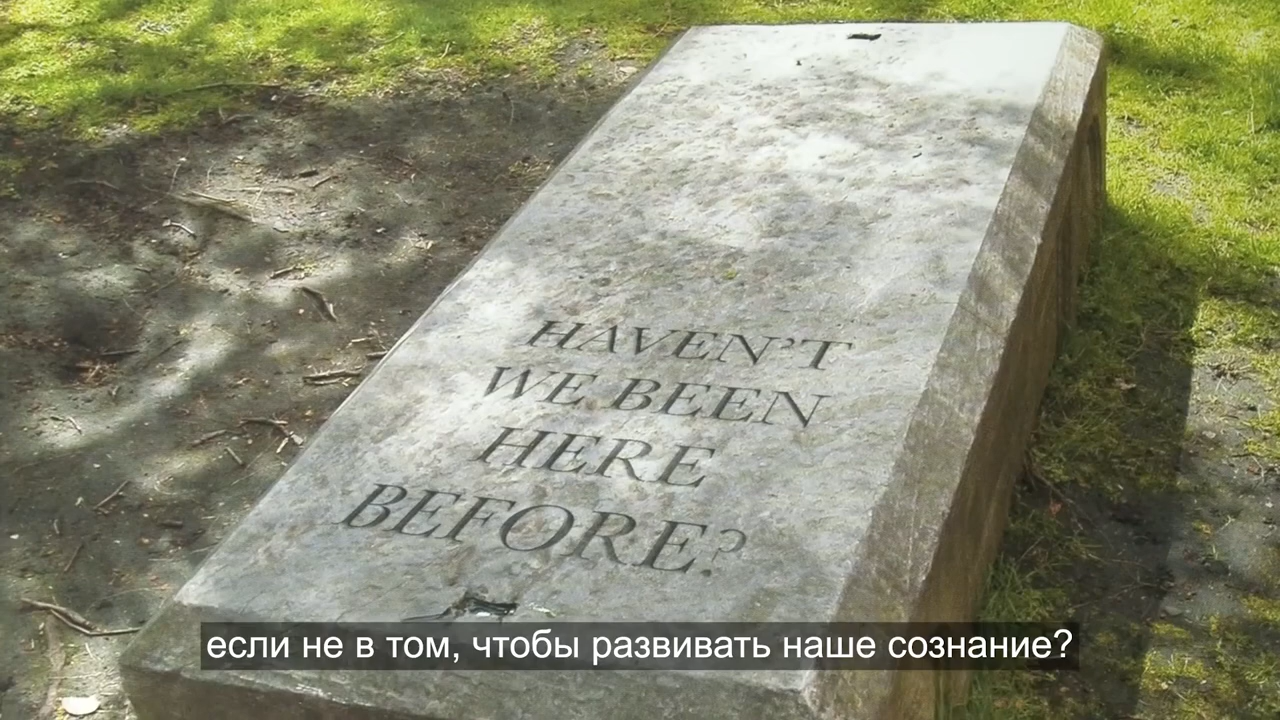 HAVEN'T
WE BEEN
HERE
BEFORE?
если не в том, чтобы развивать наше сознание?